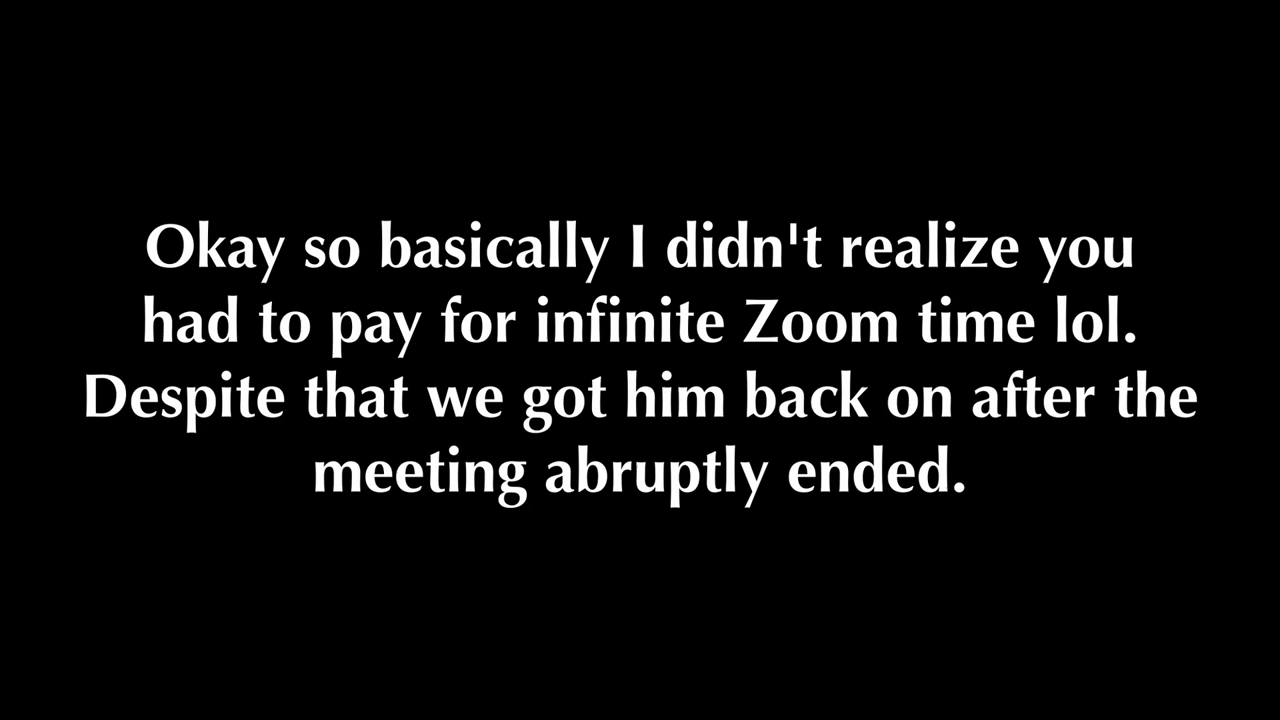 Okay so basically I didn't realize you
had to pay for infinite Zoom time lol.
Despite that we got him back on after the
meeting abruptly ended.